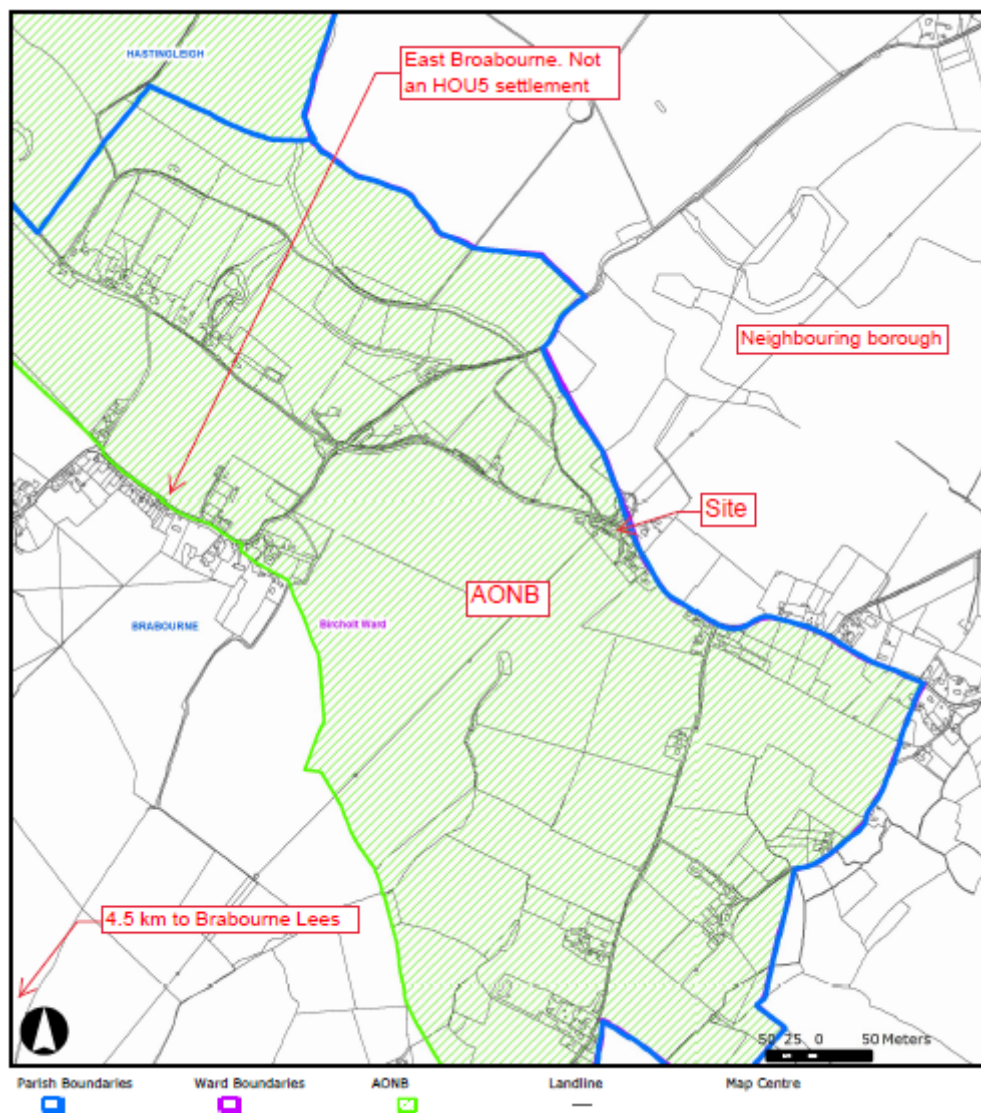 HASTINGLEIGH
East Broabourne. Not
an HOU5 settlement
Neighbouring borough
Site
AONB
BRABOURNE
Bircholt Ward
4.5 km to Brabourne Lees
50 25 0 50 Meters
Parish Boundaries Ward Boundaries AONB Landline Map Centre